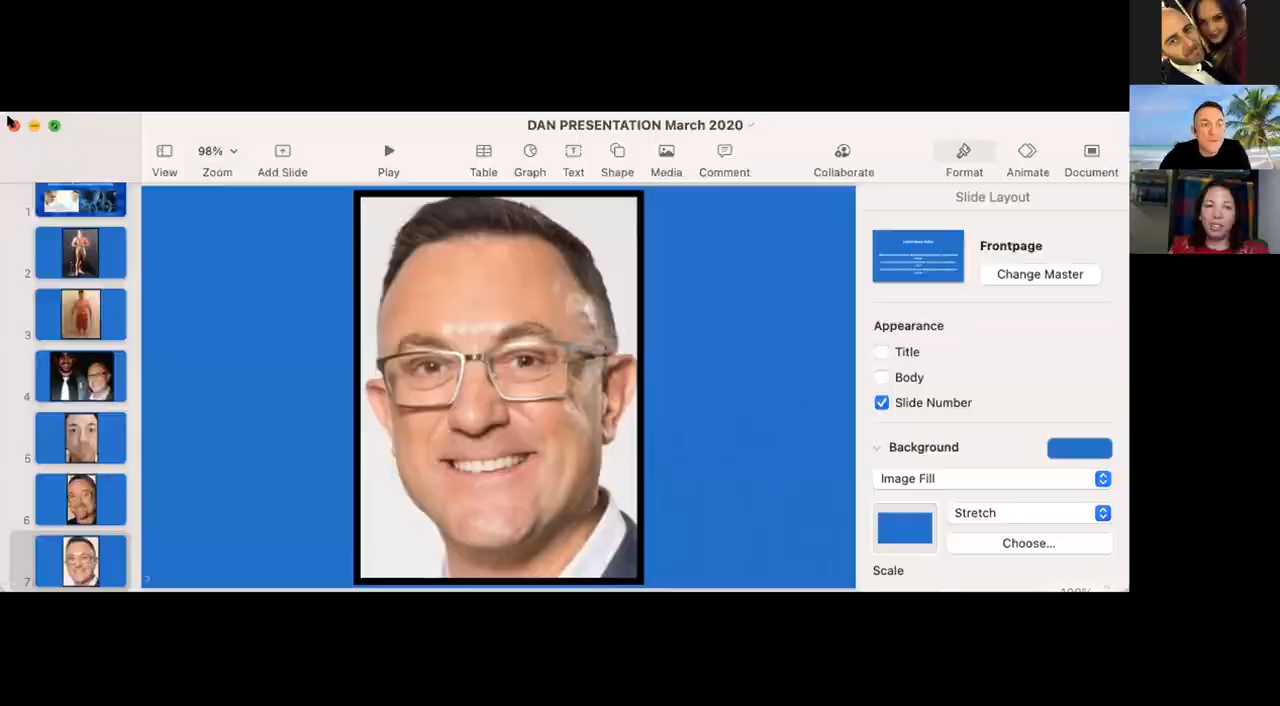 DAN PRESENTATION March 2020
98%
View
Zoom
Add Slide
Play
Table
Graph
Text
Shape
Media
Comment
Collaborate
Format
Animate
Document
1
2
3
4
5
6
7
7
Slide Layout
Frontpage
Change Master
Appearance
Title
Body
Slide Number
Background
Image Fill
Stretch
Choose...
Scale